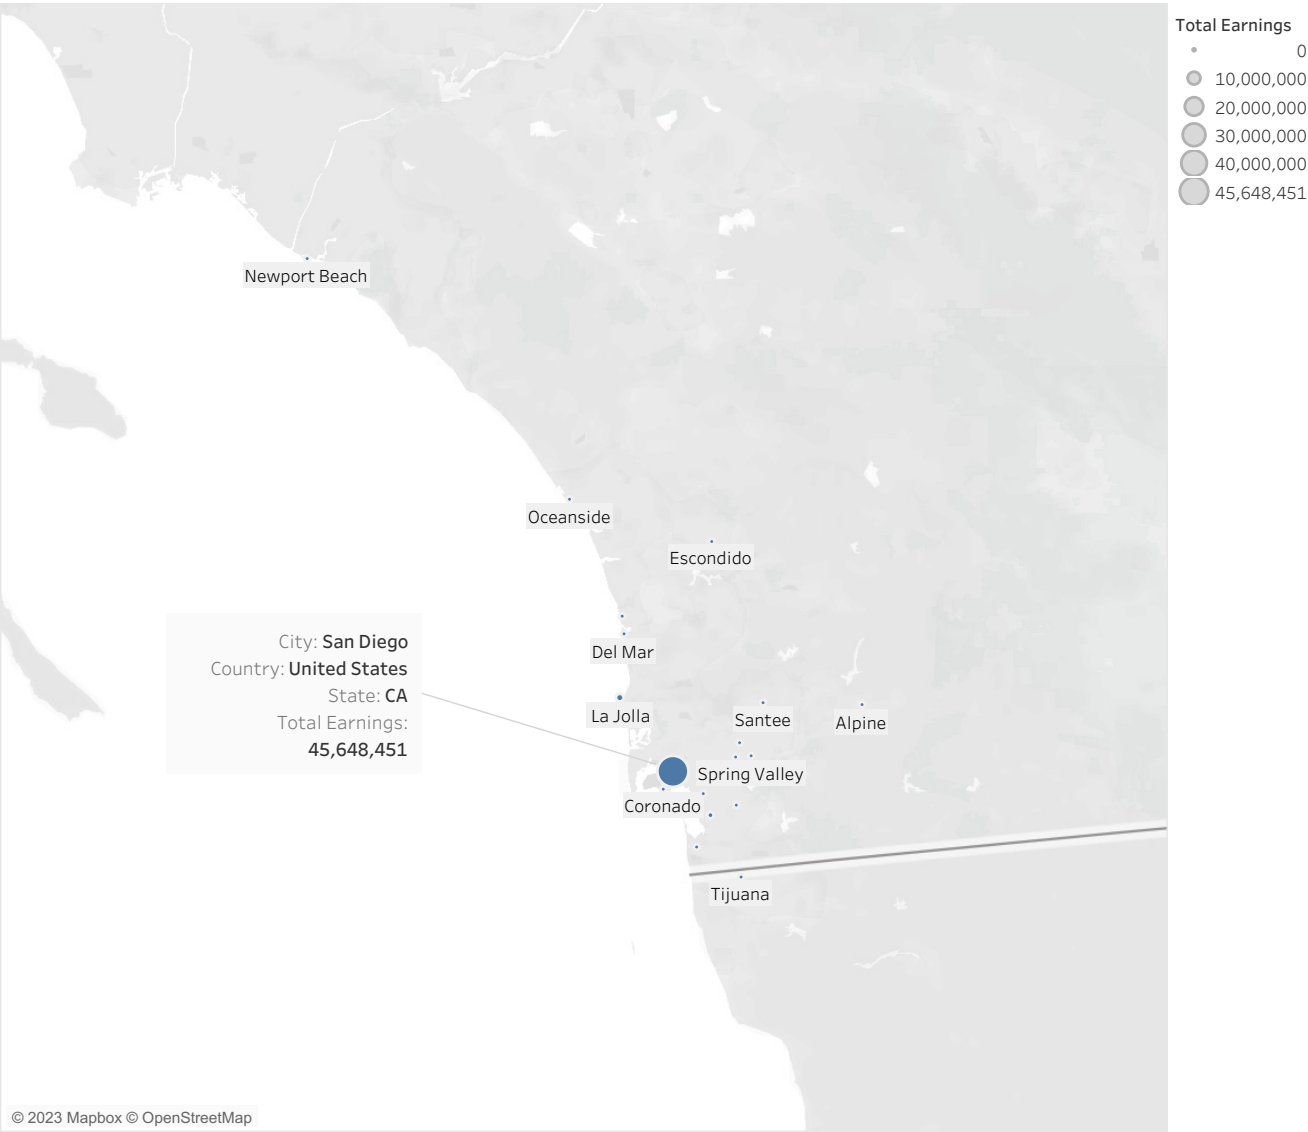 Total Earnings
0
10,000,000
20,000,000
30,000,000
40,000,000
45,648,451
Newport Beach
Oceanside
Escondido
City: San Diego
Country: United States
State: CA
Total Earnings:
45,648,451
Del Mar
La Jolla
Santee
Alpine
Spring Valley
Coronado
Tijuana
© 2023 Mapbox © OpenStreetMap